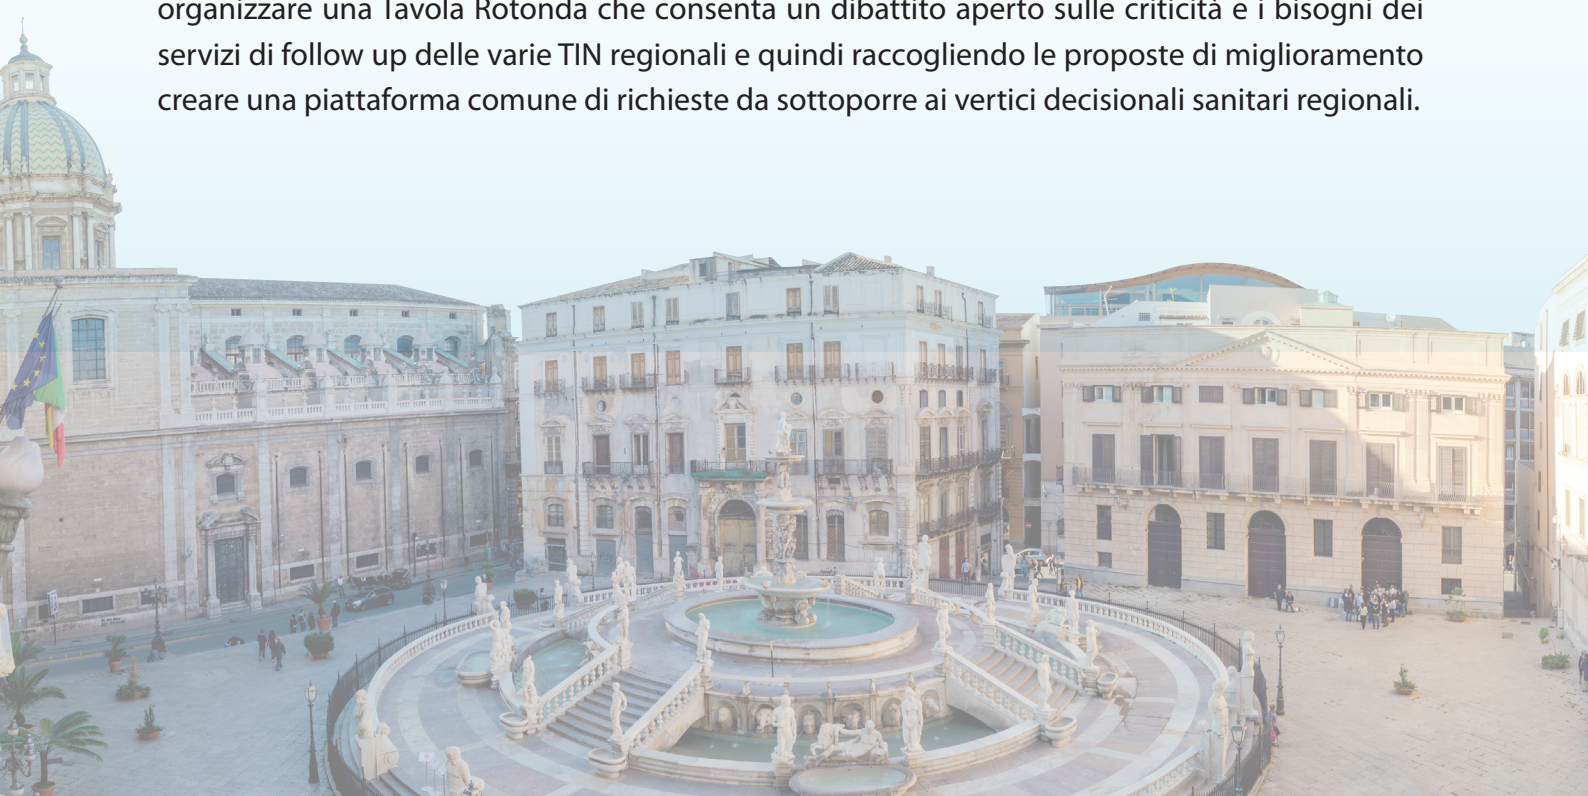 organizzare una Tavola Rotonda che consenta un dibattito aperto sulle criticità e i bisogni dei
servizi di follow up delle varie TIN regionali e quindi raccogliendo le proposte di miglioramento
creare una piattaforma comune di richieste da sottoporre ai vertici decisionali sanitari regionali.